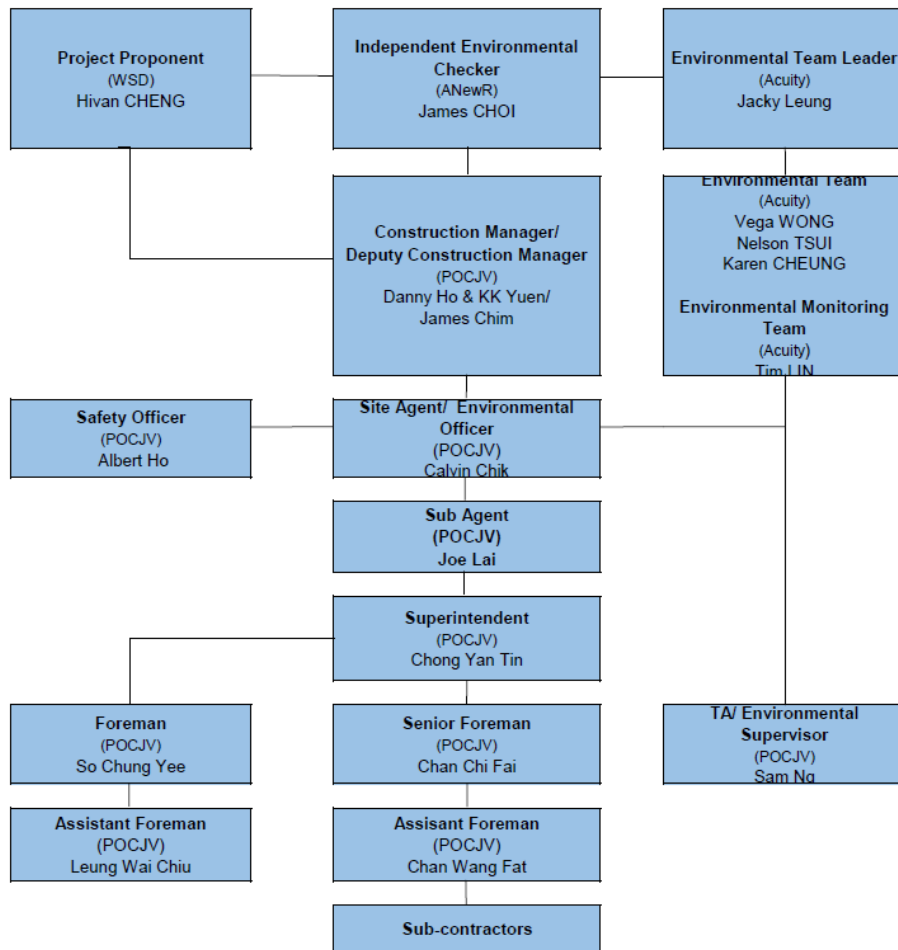 Project Proponent
(WSD)
Hivan CHENG
Independent Environmental
Checker
(ANewR)
James CHOI
Environmental Team Leader
(Acuity)
Jacky Leung
Construction Manager/
Deputy Construction Manager
(POCJV)
Danny Ho & KK Yuen/
James Chim
Environmental Team
(Acuity)
Vega WONG
Nelson TSUI
Karen CHEUNG
Environmental Monitoring
Team
(Acuity)
Tim LIN
Safety Officer
(POCJV)
Albert Ho
Site Agent/ Environmental
Officer
(POCJV)
Calvin Chik
Sub Agent
(POCJV)
Joe Lai
Superintendent
(POCJV)
Chong Yan Tin
Foreman
(POCJV)
So Chung Yee
Senior Foreman
(POCJV)
Chan Chi Fai
TA/ Environmental
Supervisor
(POCJV)
Sam Ng
Assistant Foreman
(POCJV)
Leung Wai Chiu
Assisant Foreman
(POCJV)
Chan Wang Fat
Sub-contractors